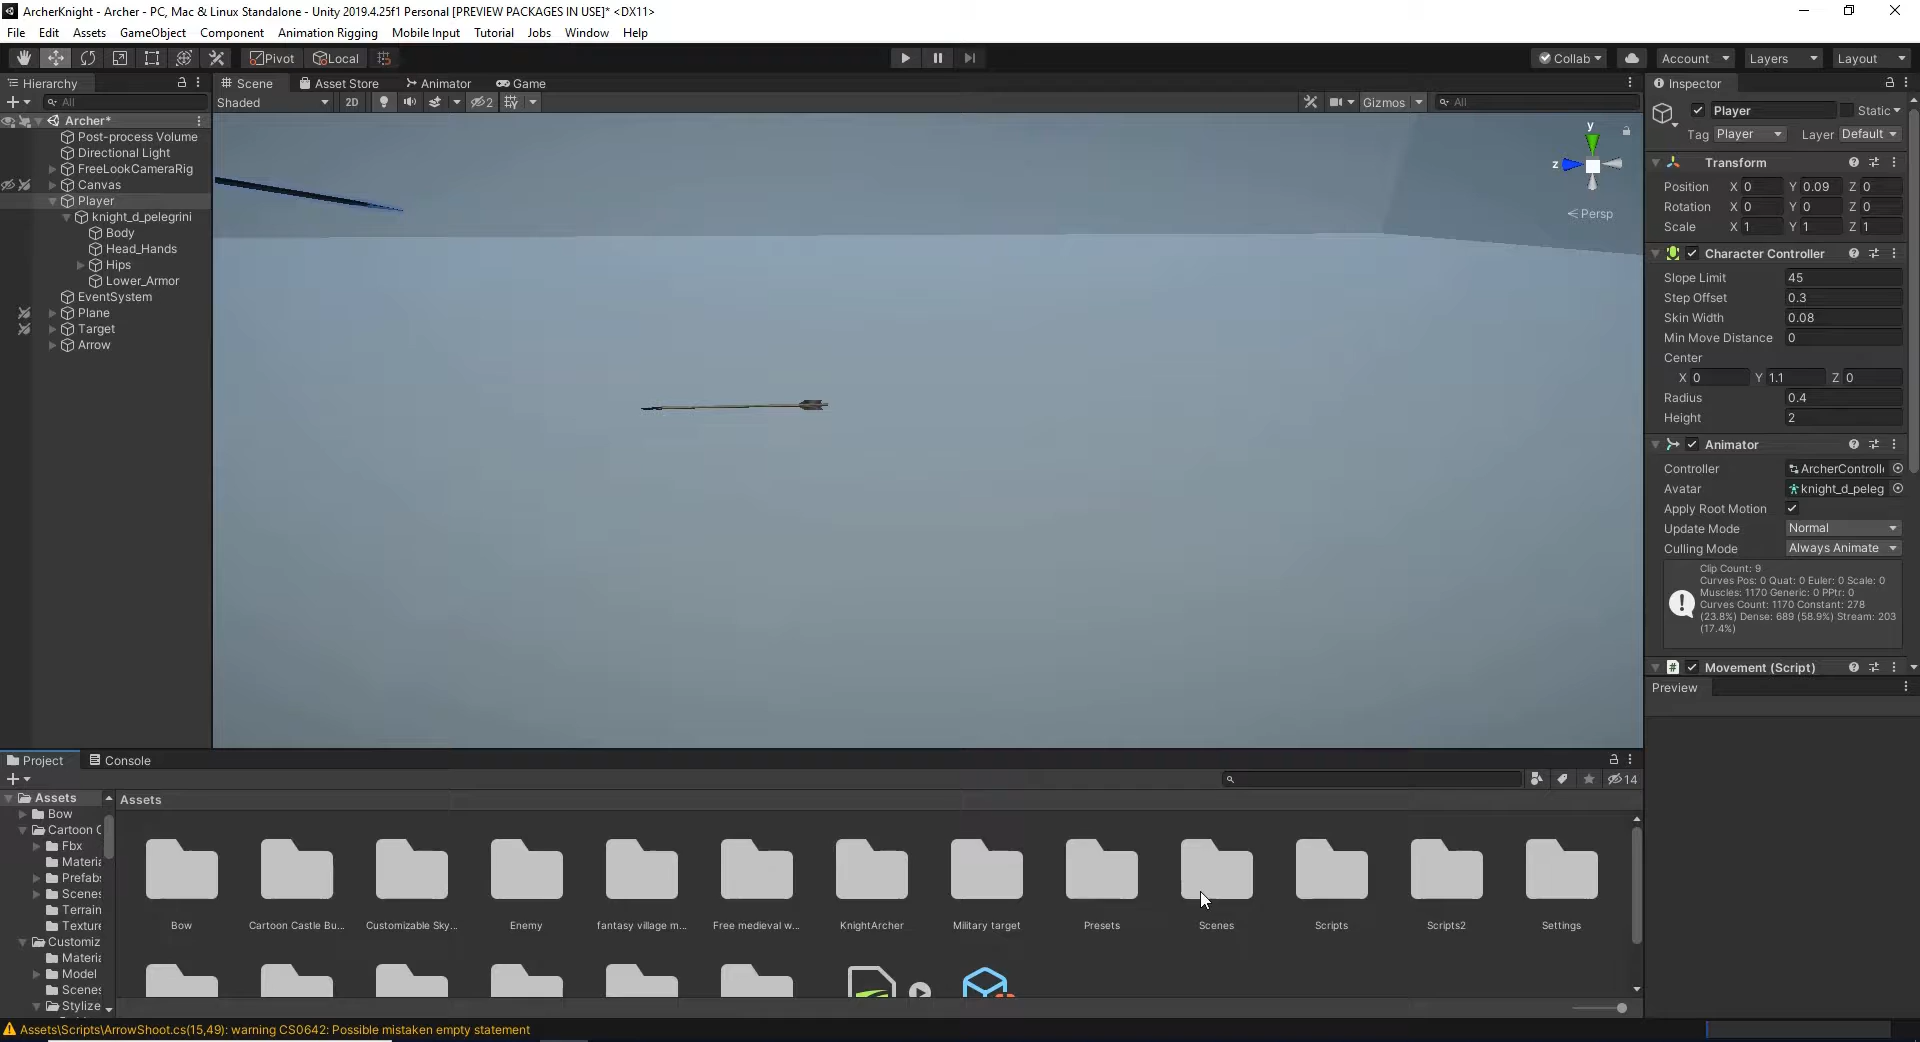 ArcherKnight - Archer - PC, Mac & Linux Standalone - Unity 2019.4.25f1 Personal [PREVIEW PACKAGES IN USE]* <DX11>
File Edit Assets GameObject Component Animation Rigging Mobile Input Tutorial Jobs Window Help
Pivot Local Collab Account Layers Layout
Hierarchy
All
Archer*
Post-process Volume
Directional Light
FreeLookCameraRig
Canvas
Player
knight_d_pelegrini
Body
Head_Hands
Hips
Lower_Armor
EventSystem
Plane
Target
Arrow
Scene Asset Store Animator Game
Shaded 2D 2 Gizmos All
y
z
Persp
Inspector
Player Static
Tag Player Layer Default
Transform
Position X 0 Y 0.09 Z 0
Rotation X 0 Y 0 Z 0
Scale X 1 Y 1 Z 1
Character Controller
Slope Limit 45
Step Offset 0.3
Skin Width 0.08
Min Move Distance 0
Center
X 0 Y 1.1 Z 0
Radius 0.4
Height 2
Animator
Controller ArcherControll
Avatar knight_d_peleg
Apply Root Motion
Update Mode Normal
Culling Mode Always Animate
Clip Count: 9
Curves Pos: 0 Quat: 0 Euler: 0 Scale: 0
Muscles: 1170 Generic: 0 PPtr: 0
Curves Count: 1170 Constant: 278
(23.8%) Dense: 689 (58.9%) Stream: 203
(17.4%)
# Movement (Script)
Preview
Project Console
14
Assets
Bow
Cartoon C
Fbx
Materia
Prefab
Scenes
Terrain
Texture
Customiz
Materia
Model
Scenes
Stylize
Assets
Bow Cartoon Castle Bu... Customizable Sky... Enemy fantasy village m... Free medieval w... KnightArcher Military target Presets Scenes Scripts Scripts2 Settings
Assets\Scripts\ArrowShoot.cs(15,49): warning CS0642: Possible mistaken empty statement